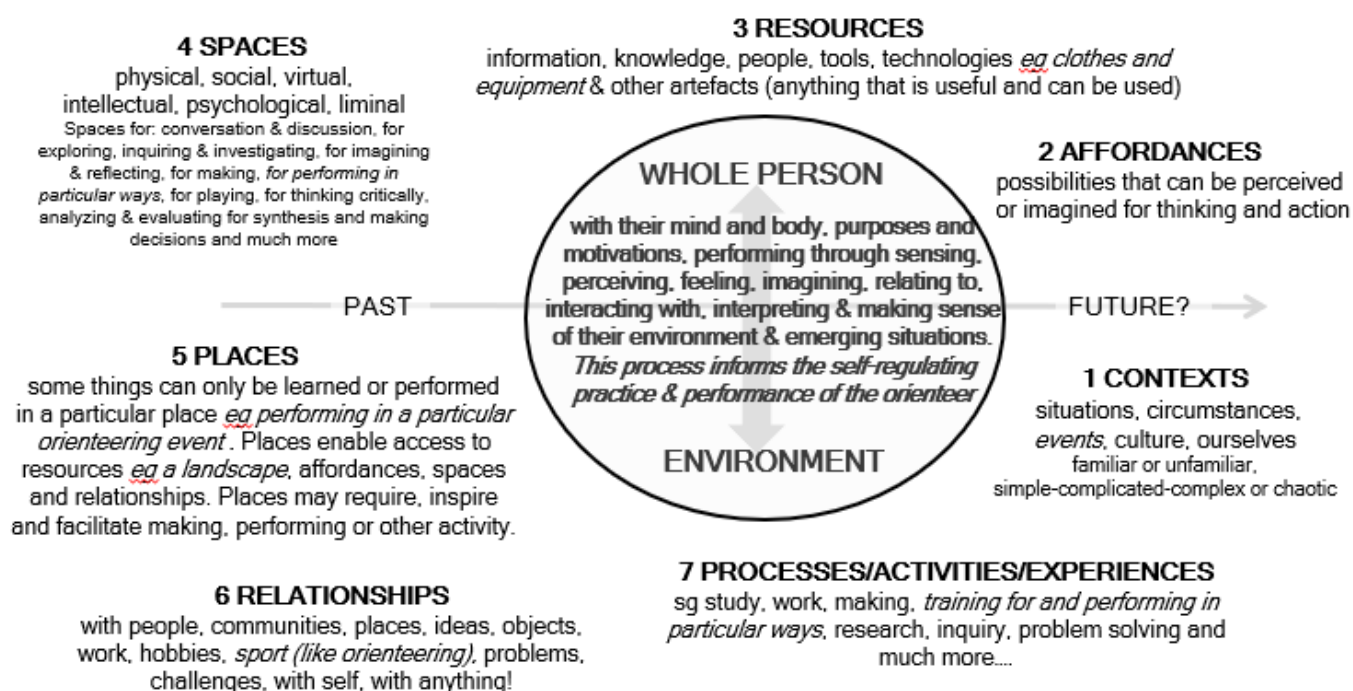 3 RESOURCES
information, knowledge, people, tools, technologies eg clothes and
equipment & other artefacts (anything that is useful and can be used)
4 SPACES
physical, social, virtual,
intellectual, psychological, liminal
Spaces for: conversation & discussion, for
exploring, inquiring & investigating, for imagining
& reflecting, for making, for performing in
particular ways, for playing, for thinking critically,
analyzing & evaluating for synthesis and making
decisions and much more
2 AFFORDANCES
possibilities that can be perceived
or imagined for thinking and action
WHOLE PERSON
with their mind and body, purposes and
motivations, performing through sensing,
perceiving, feeling, imagining, relating to,
interacting with, interpreting & making sense
of their environment & emerging situations.
This process informs the self-regulating
practice & performance of the orienteer
ENVIRONMENT
PAST
FUTURE?
5 PLACES
some things can only be learned or performed
in a particular place eg performing in a particular
orienteering event . Places enable access to
resources eg a landscape, affordances, spaces
and relationships. Places may require, inspire
and facilitate making, performing or other activity.
1 CONTEXTS
situations, circumstances,
events, culture, ourselves
familiar or unfamiliar,
simple-complicated-complex or chaotic
6 RELATIONSHIPS
with people, communities, places, ideas, objects,
work, hobbies, sport (like orienteering), problems,
challenges, with self, with anything!
7 PROCESSES/ACTIVITIES/EXPERIENCES
sg study, work, making, training for and performing in
particular ways, research, inquiry, problem solving and
much more....